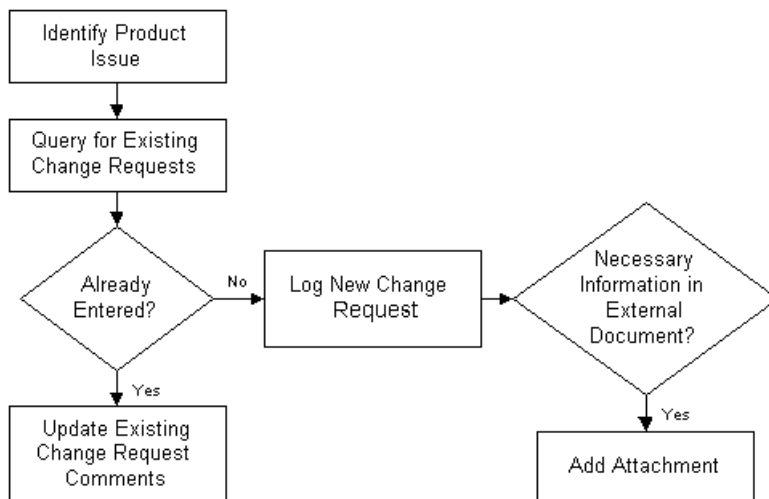 Identify Product
Issue
Query for Existing
Change Requests
Already
Entered?
No
Log New Change
Request
Necessary
Information in
External
Document?
Yes
Update Existing
Change Request
Comments
Yes
Add Attachment